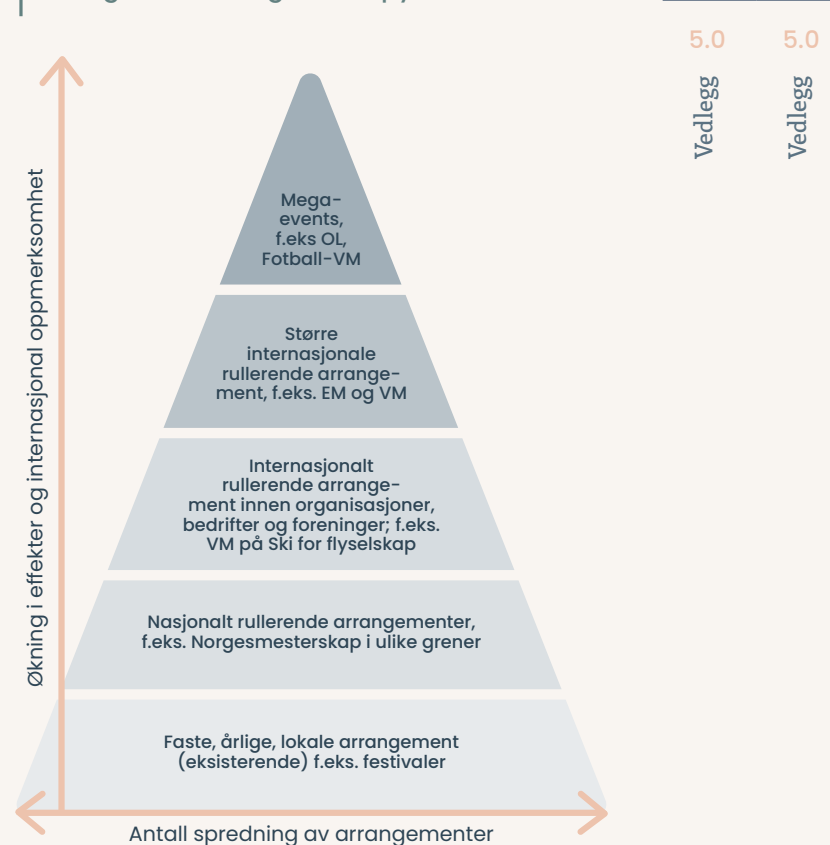 5.0
5.0
Vedlegg
Vedlegg
Økning i effekter og internasjonal oppmerksomhet
Mega-
events,
f.eks OL,
Fotball-VM
Større
internasjonale
rullerende arrange-
ment, f.eks. EM og VM
Internasjonalt
rullerende arrange-
ment innen organisasjoner,
bedrifter og foreninger; f.eks.
VM på Ski for flyselskap
Nasjonalt rullerende arrangementer,
f.eks. Norgesmesterskap i ulike grener
Faste, årlige, lokale arrangement
(eksisterende) f.eks. festivaler
Antall spredning av arrangementer